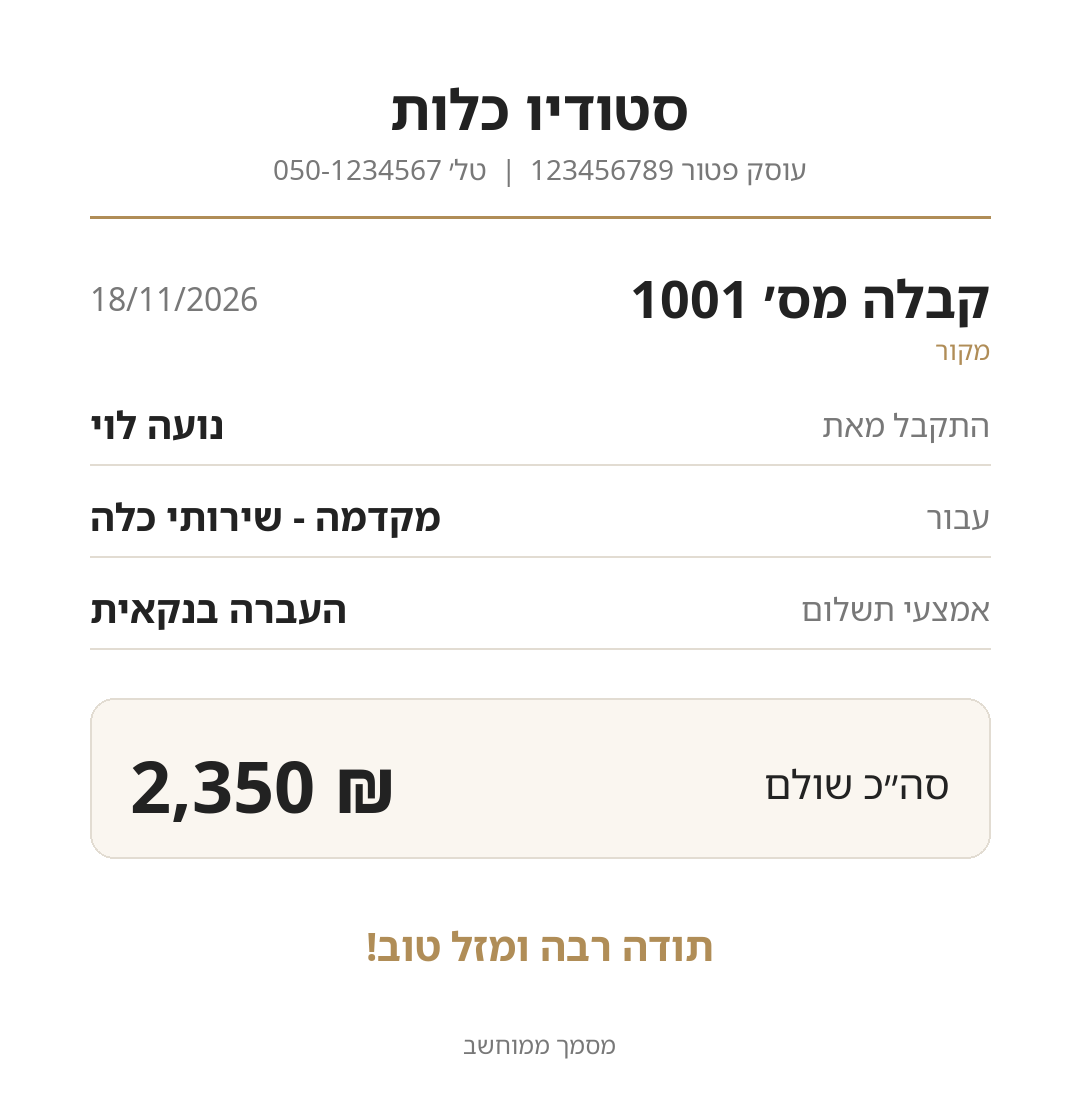 סטודיו כלות
עוסק פטור 123456789 | טל׳ 050-1234567
קבלה מס׳ 1001 18/11/2026
מקור
התקבל מאת נועה לוי
עבור מקדמה - שירותי כלה
אמצעי תשלום העברה בנקאית
סה״כ שולם 2,350 ₪
תודה רבה ומזל טוב!
מסמך ממוחשב